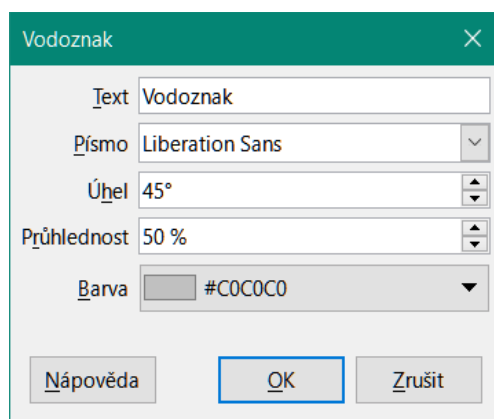 Vodoznak
Text Vodoznak
Písmo Liberation Sans
Úhel 45°
Průhlednost 50 %
Barva #C0C0C0
Nápověda OK Zrušit